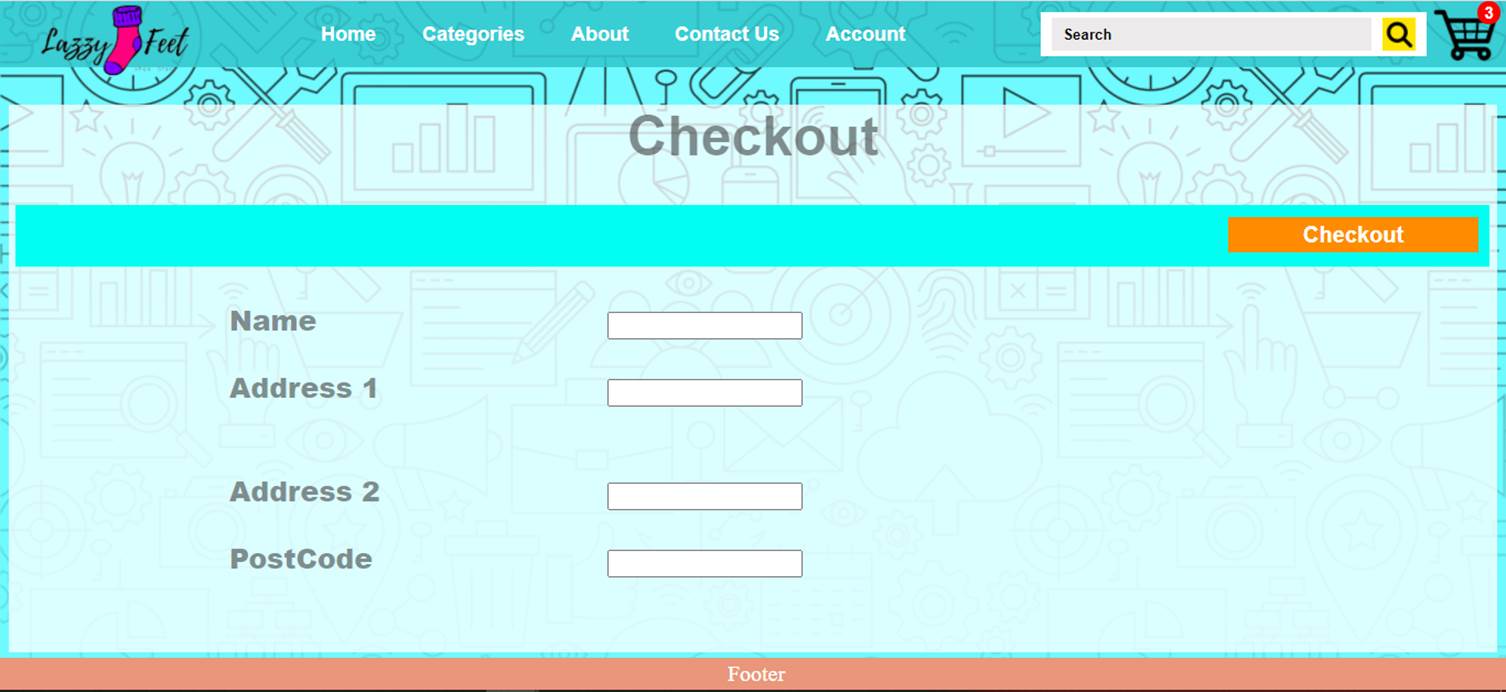 Lazzy Feet
Home Categories About Contact Us Account
Search
3
Checkout
Checkout
Name
Address 1
Address 2
PostCode
Footer